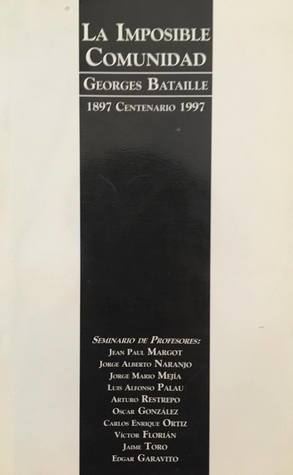 La Imposible
Comunidad
Georges Bataille
1897 Centenario 1997
Seminario de Profesores:
Jean Paul Margot
Jorge Alberto Naranjo
Jorge Mario Mejía
Luis Alfonso Palau
Arturo Restrepo
Oscar González
Carlos Enrique Ortiz
Víctor Florián
Jaime Toro
Edgar Garavito